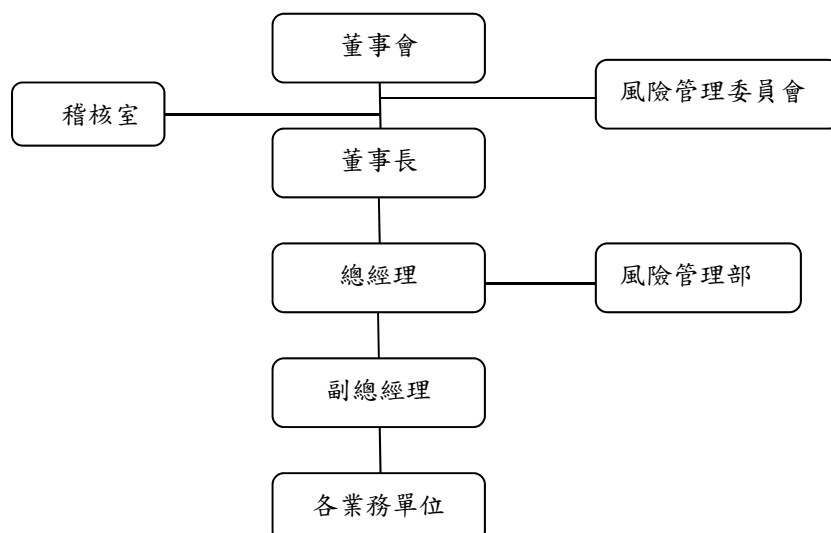 董事會
風險管理委員會
稽核室
董事長
總經理
風險管理部
副總經理
各業務單位